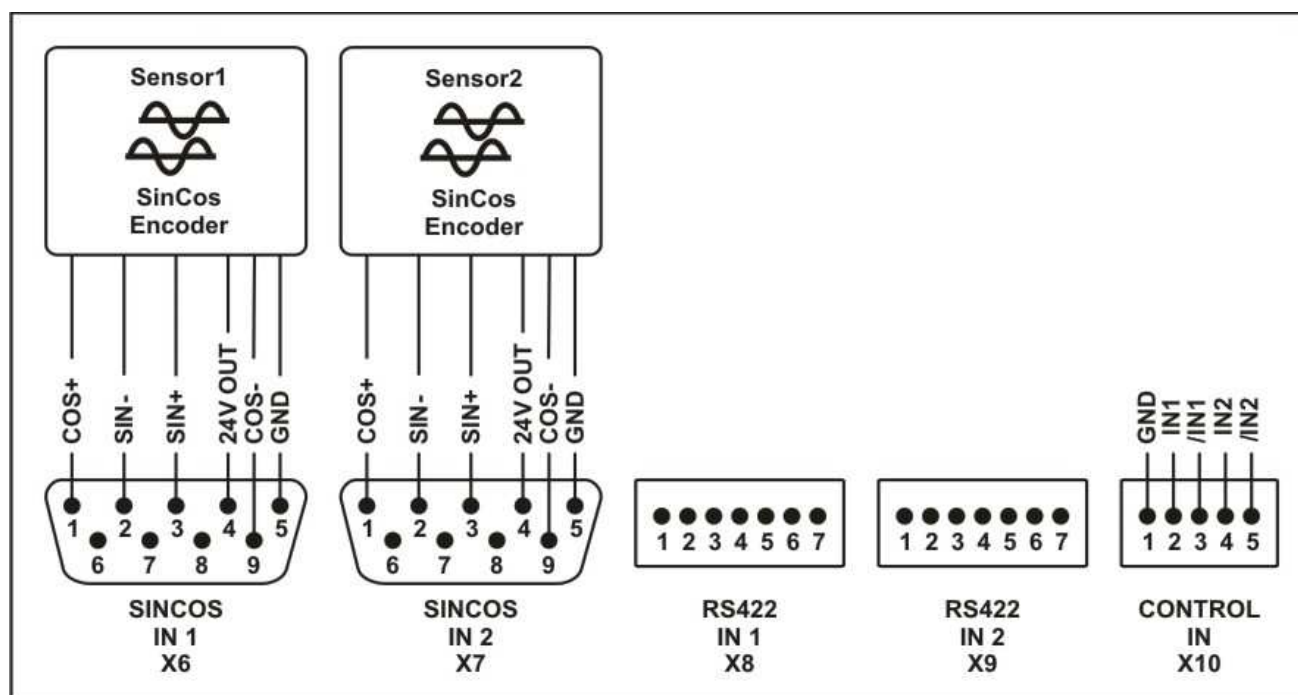 Sensor1
SinCos
Encoder
COS+
SIN-
SIN+
24V OUT
COS-
GND
1 2 3 4 5
6 7 8 9
SINCOS
IN 1
X6
Sensor2
SinCos
Encoder
COS+
SIN-
SIN+
24V OUT
COS-
GND
1 2 3 4 5
6 7 8 9
SINCOS
IN 2
X7
1 2 3 4 5 6 7
RS422
IN 1
X8
1 2 3 4 5 6 7
RS422
IN 2
X9
GND
IN1
/IN1
IN2
/IN2
1 2 3 4 5
CONTROL
IN
X10